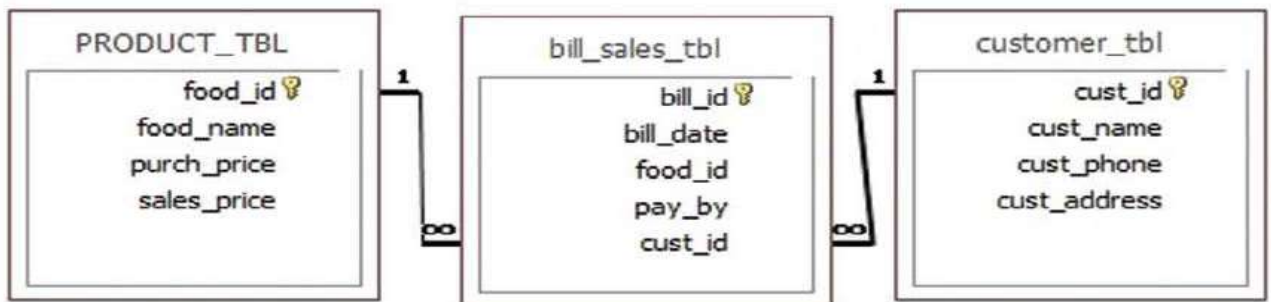 PRODUCT_TBL
food_id
food_name
purch_price
sales_price
1
∞
bill_sales_tbl
bill_id
bill_date
food_id
pay_by
cust_id
1
∞
customer_tbl
cust_id
cust_name
cust_phone
cust_address